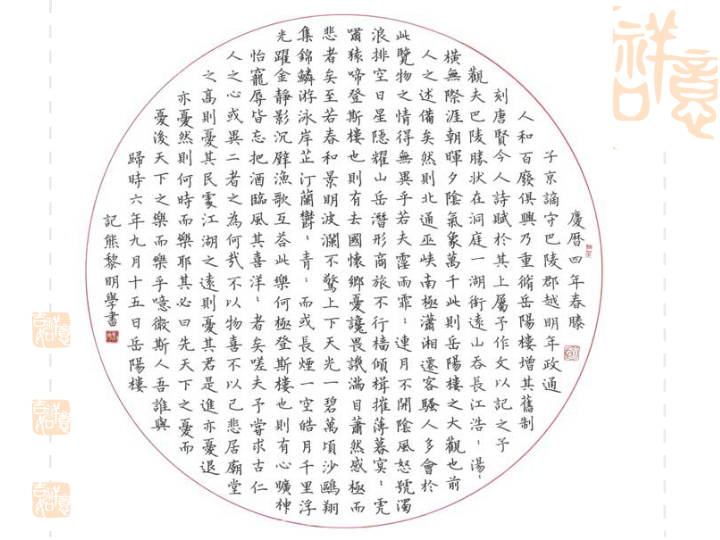 慶曆四年春滕
子京謫守巴陵郡越明年政通
人和百廢俱興乃重脩岳陽樓增其舊制
刻唐賢今人詩賦於其上屬予作文以記之予
觀夫巴陵勝狀在洞庭一湖銜遠山吞長江浩:湯:
橫無際涯朝暉夕陰氣象萬千此則岳陽樓之大觀也前
人之述備矣然則北通巫峽南極瀟湘遷客騷人多會於
此覽物之情得無異乎若夫霪雨霏:連月不開陰風怒號濁
浪排空日星隱耀山岳潛形商旅不行檣傾楫摧薄暮冥:虎
嘯猿啼登斯樓也則有去國懷鄉憂讒畏譏滿目蕭然感極而
悲者矣至若春和景明波瀾不驚上下天光一碧萬頃沙鷗翔
集錦鱗游泳岸芷汀蘭鬱:青:而或長煙一空皓月千里浮
光躍金靜影沉璧漁歌互答此樂何極登斯樓也則有心曠神
怡寵辱皆忘把酒臨風其喜洋:者矣嗟夫予嘗求古仁
人之心或異二者之為何哉不以物喜不以己悲居廟堂
之高則憂其民處江湖之遠則憂其君是進亦憂退
亦憂然則何時而樂耶其必曰先天下之憂而
憂後天下之樂而樂乎噫微斯人吾誰與
歸時六年九月十五日岳陽樓
記熊黎明學書